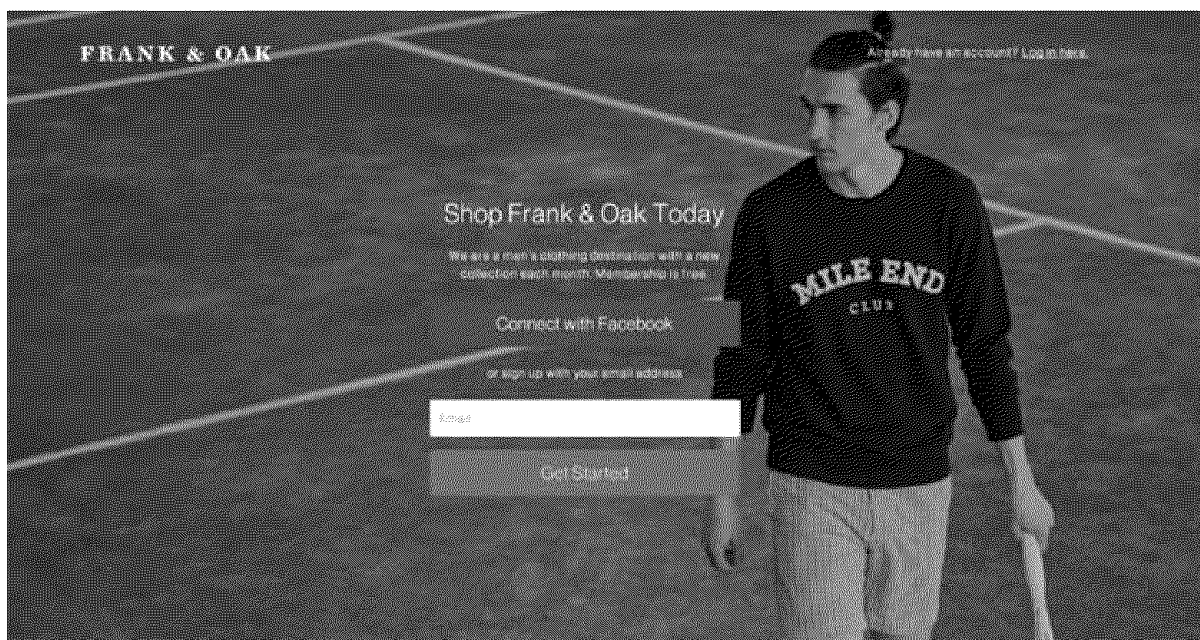 FRANK & OAK
Already have an account? Log in here.
Shop Frank & Oak Today
We are a men's clothing destination with a new
collection each month. Membership is free.
MILE END
CLUB
Connect with Facebook
or sign up with your email address
Email
Get Started